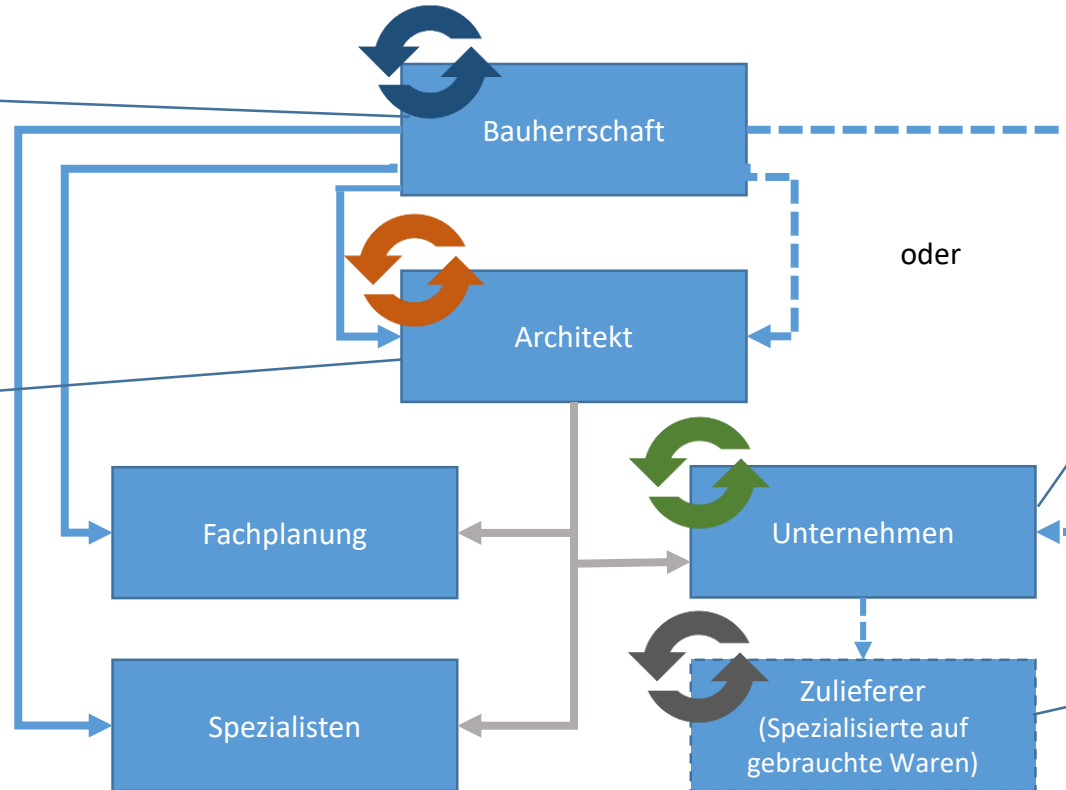 Bauherrschaft
oder
Architekt
Fachplanung
Unternehmen
Spezialisten
Zulieferer
(Spezialisierte auf
gebrauchte Waren)